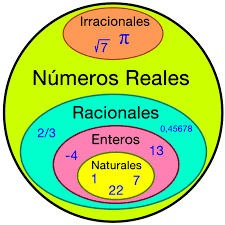 Irracionales
√7 π
Números Reales
Racionales
2/3 0,45678
Enteros
-4 13
Naturales
1 7
22